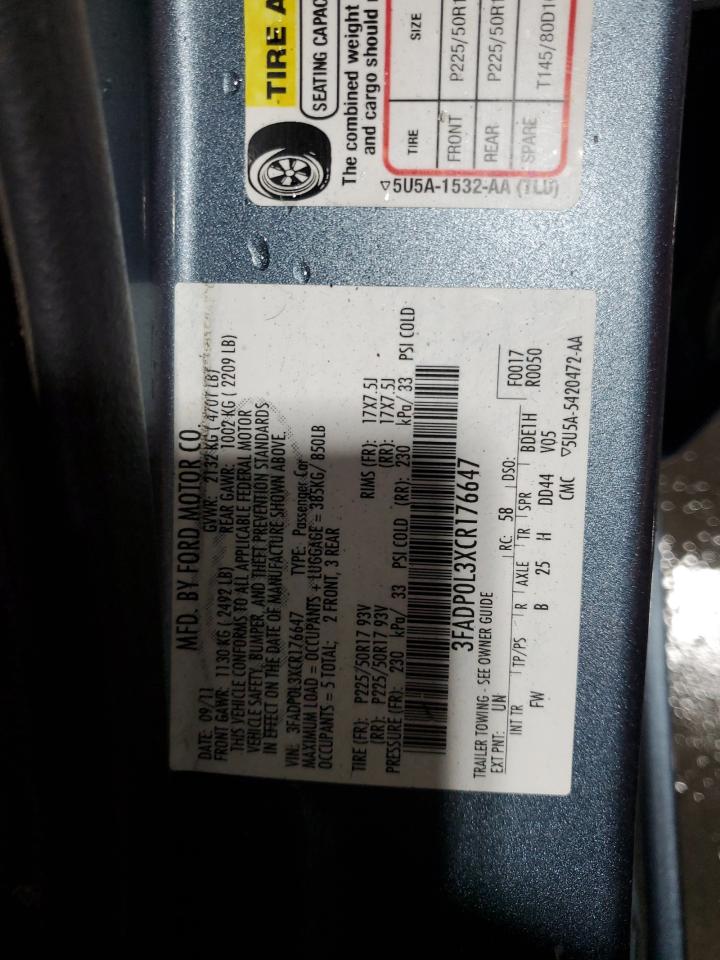 MFD. BY FORD MOTOR CO.
DATE: 09/11 GVWR: 2132 KG ( 4701 LB)
FRONT GAWR: 1130 KG ( 2492 LB) REAR GAWR: 1002 KG ( 2209 LB)
THIS VEHICLE CONFORMS TO ALL APPLICABLE FEDERAL MOTOR
VEHICLE SAFETY, BUMPER, AND THEFT PREVENTION STANDARDS
IN EFFECT ON THE DATE OF MANUFACTURE SHOWN ABOVE.
VIN: 3FADP0L3XCR176647 TYPE: Passenger Car
MAXIMUM LOAD = OCCUPANTS + LUGGAGE = 385KG/ 850LB
OCCUPANTS = 5 TOTAL: 2 FRONT, 3 REAR
TIRE (FR): P225/50R17 93V RIMS (FR): 17X7.5J
(RR): P225/50R17 93V (RR): 17X7.5J
PRESSURE (FR): 230 kPa/ 33 PSI COLD (RR): 230 kPa/ 33 PSI COLD
3FADP0L3XCR176647
TRAILER TOWING - SEE OWNER GUIDE F0017
EXT PNT: UN RC: 58 DSO: R0050
INT TR TP/PS R AXLE TR SPR BDE1H
FW B 25 H DD44 V05
CMC ▽5U5A-5420472-AA
TIRE A
SEATING CAPAC
The combined weight
and cargo should
TIRE SIZE
FRONT P225/50R1
REAR P225/50R1
SPARE T145/80D1
▽5U5A-1532-AA (TLD)